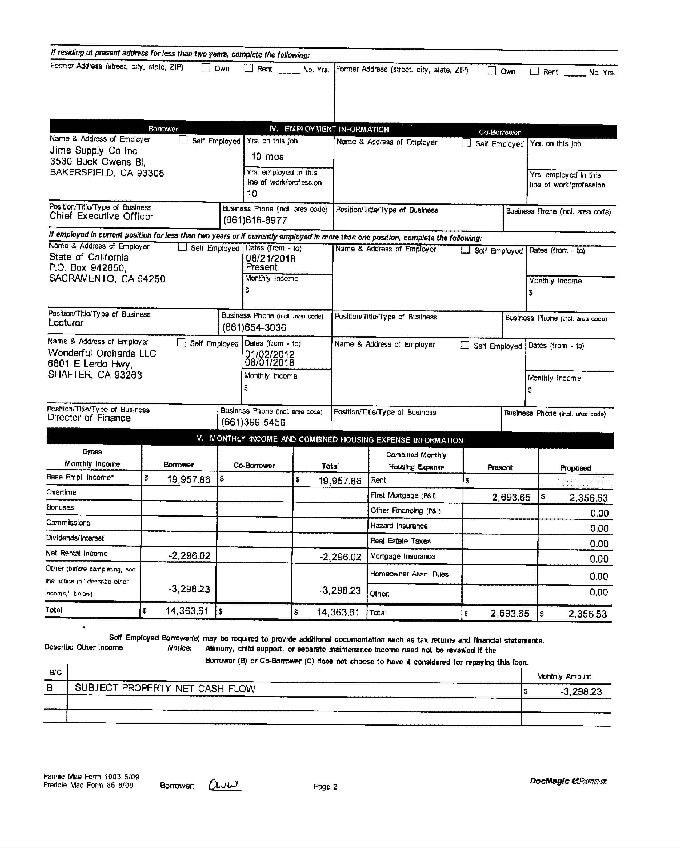 If residing at present address for less than two years, complete the following:
Former Address (street, city, state, ZIP) Own Rent No. Yrs. Former Address (street, city, state, ZIP) Own Rent No. Yrs.
Borrower IV. EMPLOYMENT INFORMATION Co-Borrower
Name & Address of Employer Self Employed Yrs. on this job Name & Address of Employer Self Employed Yrs. on this job
Jims Supply Co Inc 10 mos
3530 Buck Owens Bl,
BAKERSFIELD, CA 93308 Yrs. employed in this line of work/profession Yrs. employed in this line of work/profession
10
Position/Title/Type of Business Business Phone (incl. area code) Position/Title/Type of Business Business Phone (incl. area code)
Chief Executive Officer (661)616-6977
If employed in current position for less than two years or if currently employed in more than one position, complete the following:
Name & Address of Employer Self Employed Dates (from - to) Name & Address of Employer Self Employed Dates (from - to)
State of California 08/21/2018
P.O. Box 942850, Present
SACRAMENTO, CA 94250 Monthly Income Monthly Income
$ $
Position/Title/Type of Business Business Phone (incl. area code) Position/Title/Type of Business Business Phone (incl. area code)
Lecturer (661)654-3036
Name & Address of Employer Self Employed Dates (from - to) Name & Address of Employer Self Employed Dates (from - to)
Wonderful Orchards LLC 01/02/2012
6801 E Lerdo Hwy, 08/01/2018
SHAFTER, CA 93263 Monthly Income Monthly Income
$ $
Position/Title/Type of Business Business Phone (incl. area code) Position/Title/Type of Business Business Phone (incl. area code)
Director of Finance (661)399-5456
V. MONTHLY INCOME AND COMBINED HOUSING EXPENSE INFORMATION
Gross Monthly Income Borrower Co-Borrower Total Combined Monthly Housing Expense Present Proposed
Base Empl. Income* $ 19,957.86 $ $ 19,957.86 Rent $
Overtime First Mortgage (P&I) 2,693.65 $ 2,356.53
Bonuses Other Financing (P&I) 0.00
Commissions Hazard Insurance 0.00
Dividends/Interest Real Estate Taxes 0.00
Net Rental Income -2,296.02 -2,296.02 Mortgage Insurance 0.00
Other (before completing, see the notice in "describe other income," below) -3,298.23 -3,298.23 Homeowner Assn. Dues 0.00
Other: 0.00
Total $ 14,363.61 $ $ 14,363.61 Total $ 2,693.65 $ 2,356.53
* Self Employed Borrower(s) may be required to provide additional documentation such as tax returns and financial statements.
Describe Other Income Notice: Alimony, child support, or separate maintenance income need not be revealed if the
Borrower (B) or Co-Borrower (C) does not choose to have it considered for repaying this loan.
B/C Monthly Amount
B SUBJECT PROPERTY NET CASH FLOW $ -3,298.23
Fannie Mae Form 1003 6/09
Freddie Mac Form 65 6/09 Borrower: Page 2 DocMagic eForms